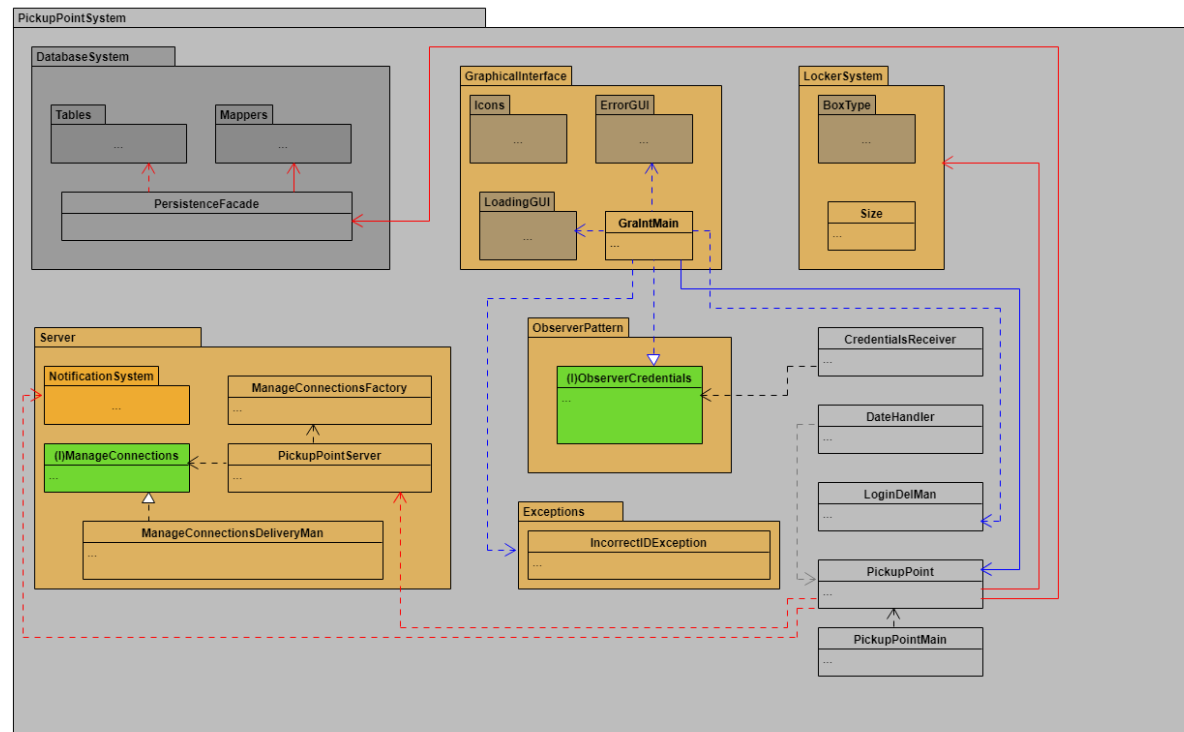 PickupPointSystem
DatabaseSystem
Tables
...
Mappers
...
PersistenceFacade
GraphicalInterface
Icons
...
ErrorGUI
...
LoadingGUI
...
GraIntMain
...
LockerSystem
BoxType
...
Size
...
Server
NotificationSystem
...
ManageConnectionsFactory
...
(I)ManageConnections
...
PickupPointServer
...
ManageConnectionsDeliveryMan
...
ObserverPattern
(I)ObserverCredentials
...
Exceptions
IncorrectIDException
...
CredentialsReceiver
...
DateHandler
...
LoginDelMan
...
PickupPoint
...
PickupPointMain
...